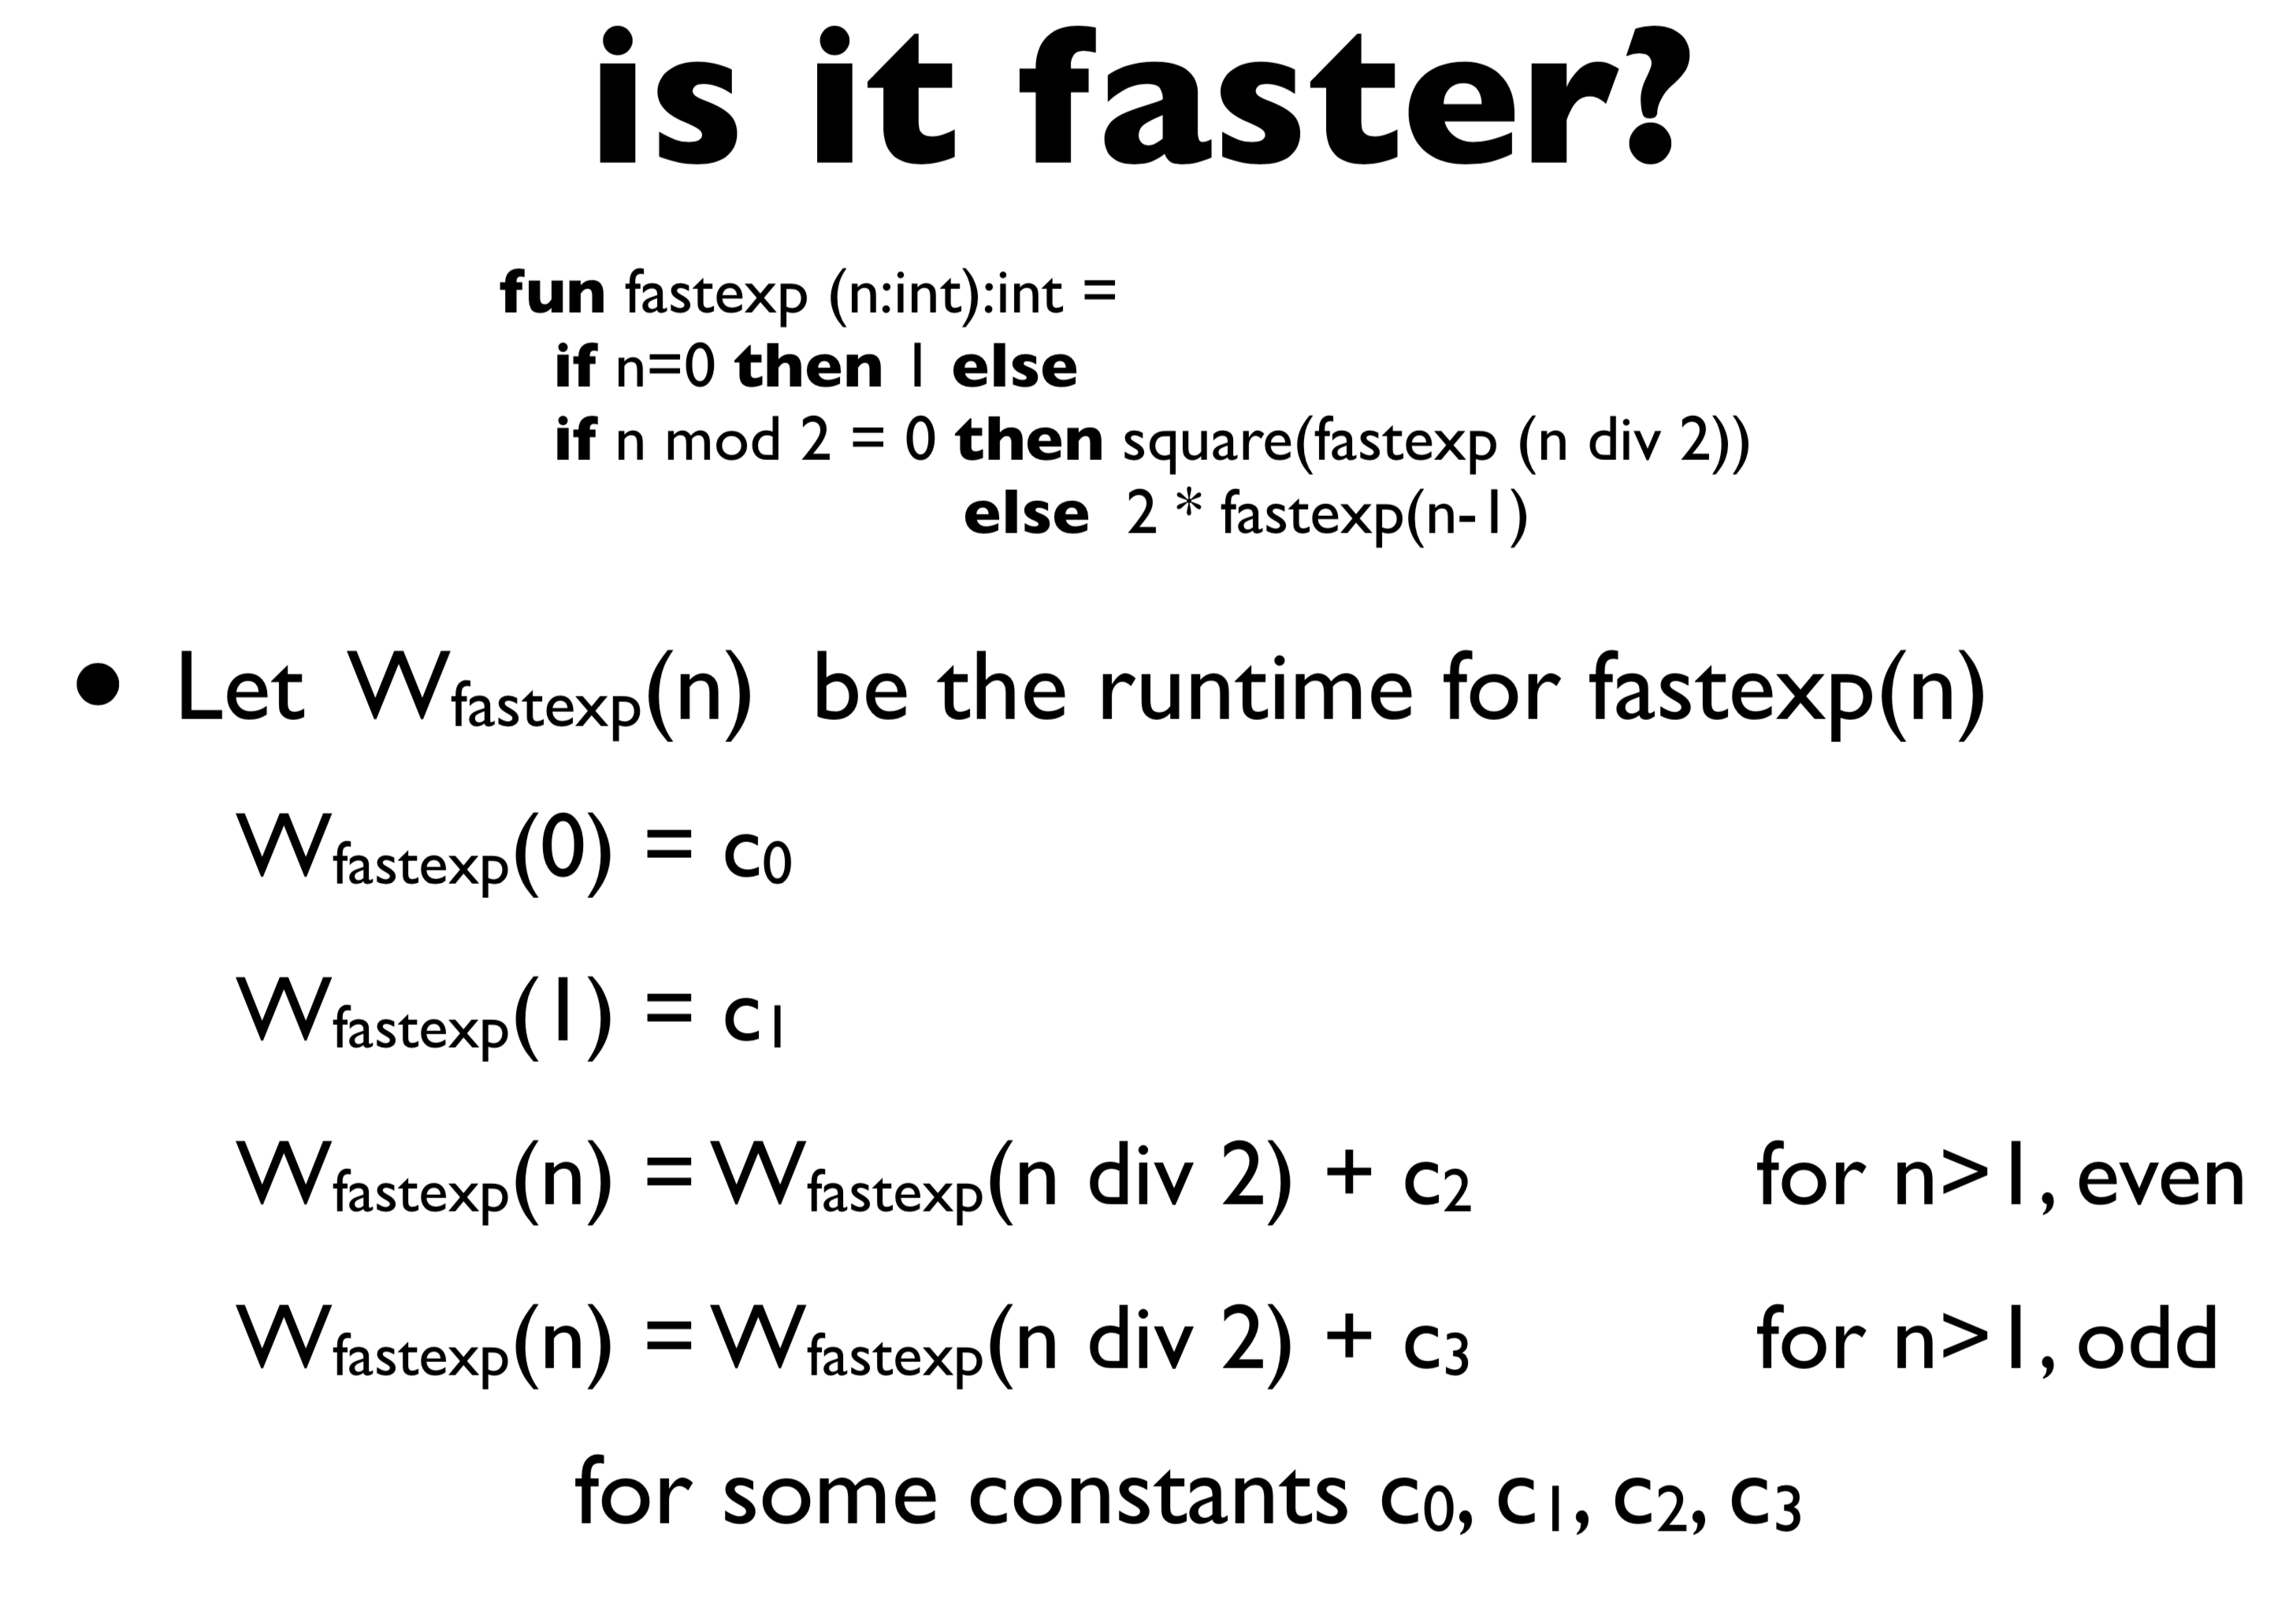 is it faster?
fun fastexp (n:int):int =
if n=0 then 1 else
if n mod 2 = 0 then square(fastexp (n div 2))
else 2 * fastexp(n-1)
• Let Wfastexp(n) be the runtime for fastexp(n)
Wfastexp(0) = c0
Wfastexp(1) = c1
Wfastexp(n) = Wfastexp(n div 2) + c2 for n>1, even
Wfastexp(n) = Wfastexp(n div 2) + c3 for n>1, odd
for some constants c0, c1, c2, c3